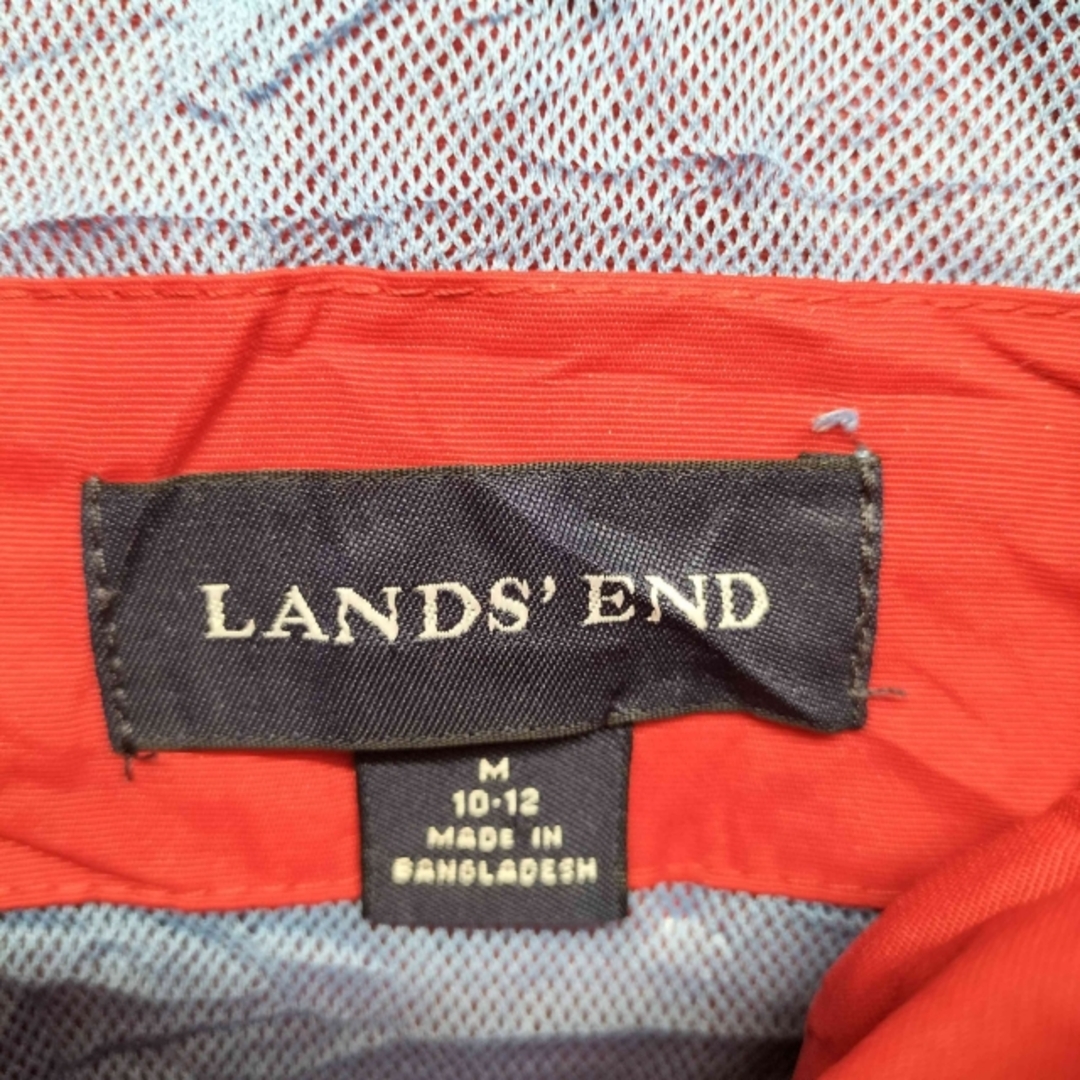 LANDS' END
M
10-12
MADE IN
BANGLADESH